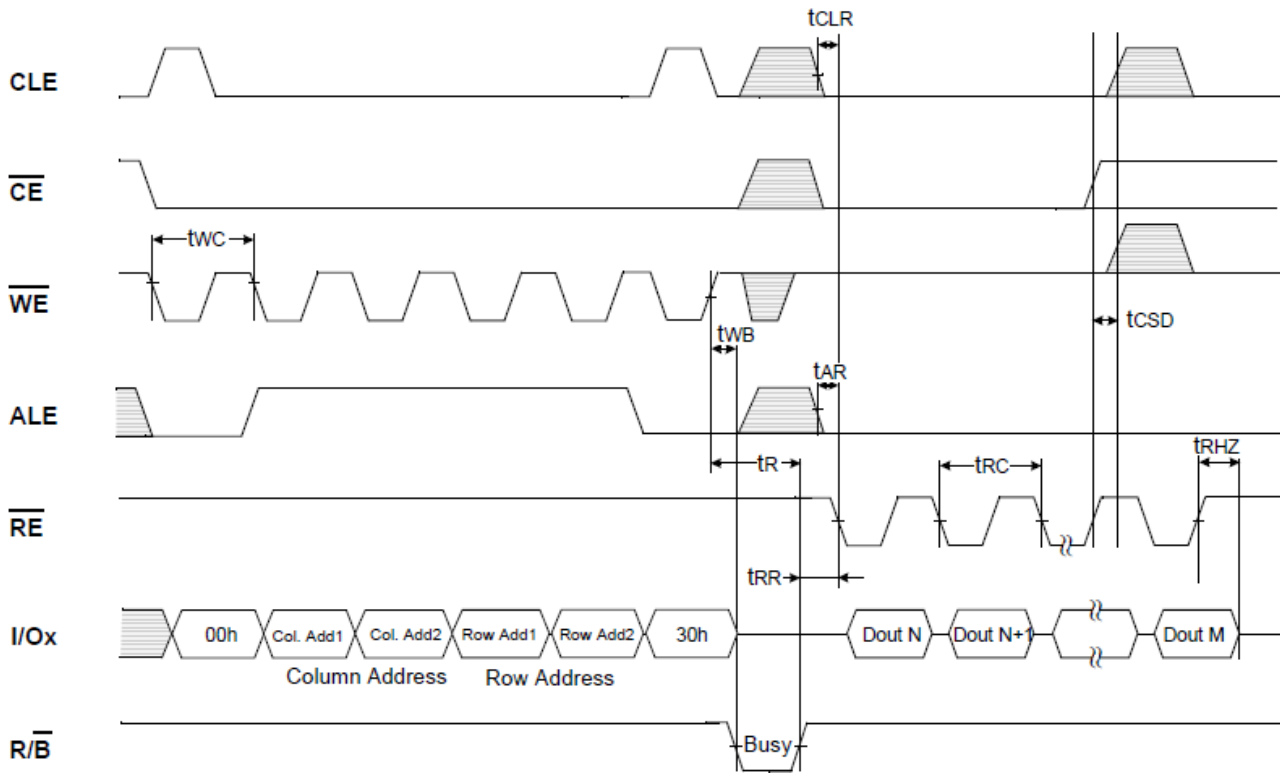 tCLR
CLE
CE
tWC
WE
tWB
tCSD
tAR
ALE
tR
tRC
tRHZ
RE
tRR
I/Ox
00h
Col. Add1
Col. Add2
Row Add1
Row Add2
30h
Dout N
Dout N+1
Dout M
Column Address
Row Address
R/B
Busy